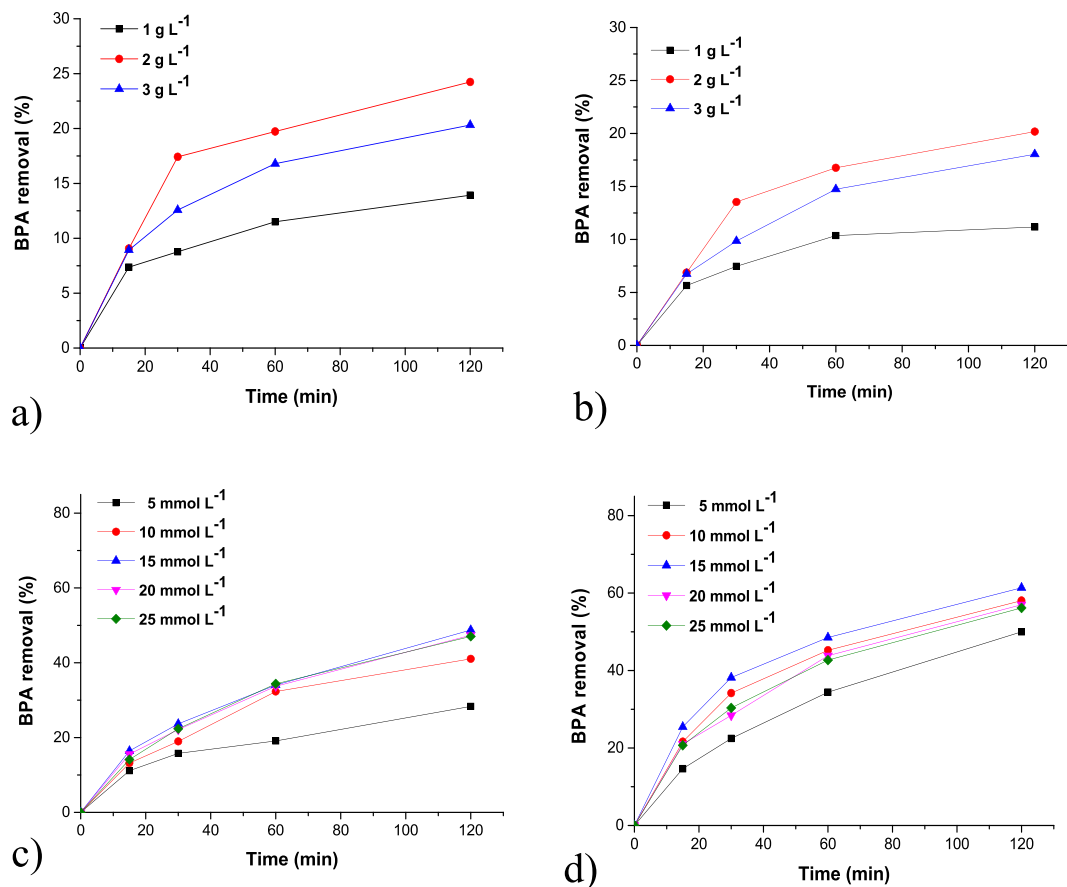 30
25
20
15
10
5
0
BPA removal (%)
1 g L⁻¹
2 g L⁻¹
3 g L⁻¹
0 20 40 60 80 100 120
Time (min)
a)
30
25
20
15
10
5
0
BPA removal (%)
1 g L⁻¹
2 g L⁻¹
3 g L⁻¹
0 20 40 60 80 100 120
Time (min)
b)
80
60
40
20
0
BPA removal (%)
5 mmol L⁻¹
10 mmol L⁻¹
15 mmol L⁻¹
20 mmol L⁻¹
25 mmol L⁻¹
0 20 40 60 80 100 120
Time (min)
c)
80
60
40
20
0
BPA removal (%)
5 mmol L⁻¹
10 mmol L⁻¹
15 mmol L⁻¹
20 mmol L⁻¹
25 mmol L⁻¹
0 20 40 60 80 100 120
Time (min)
d)